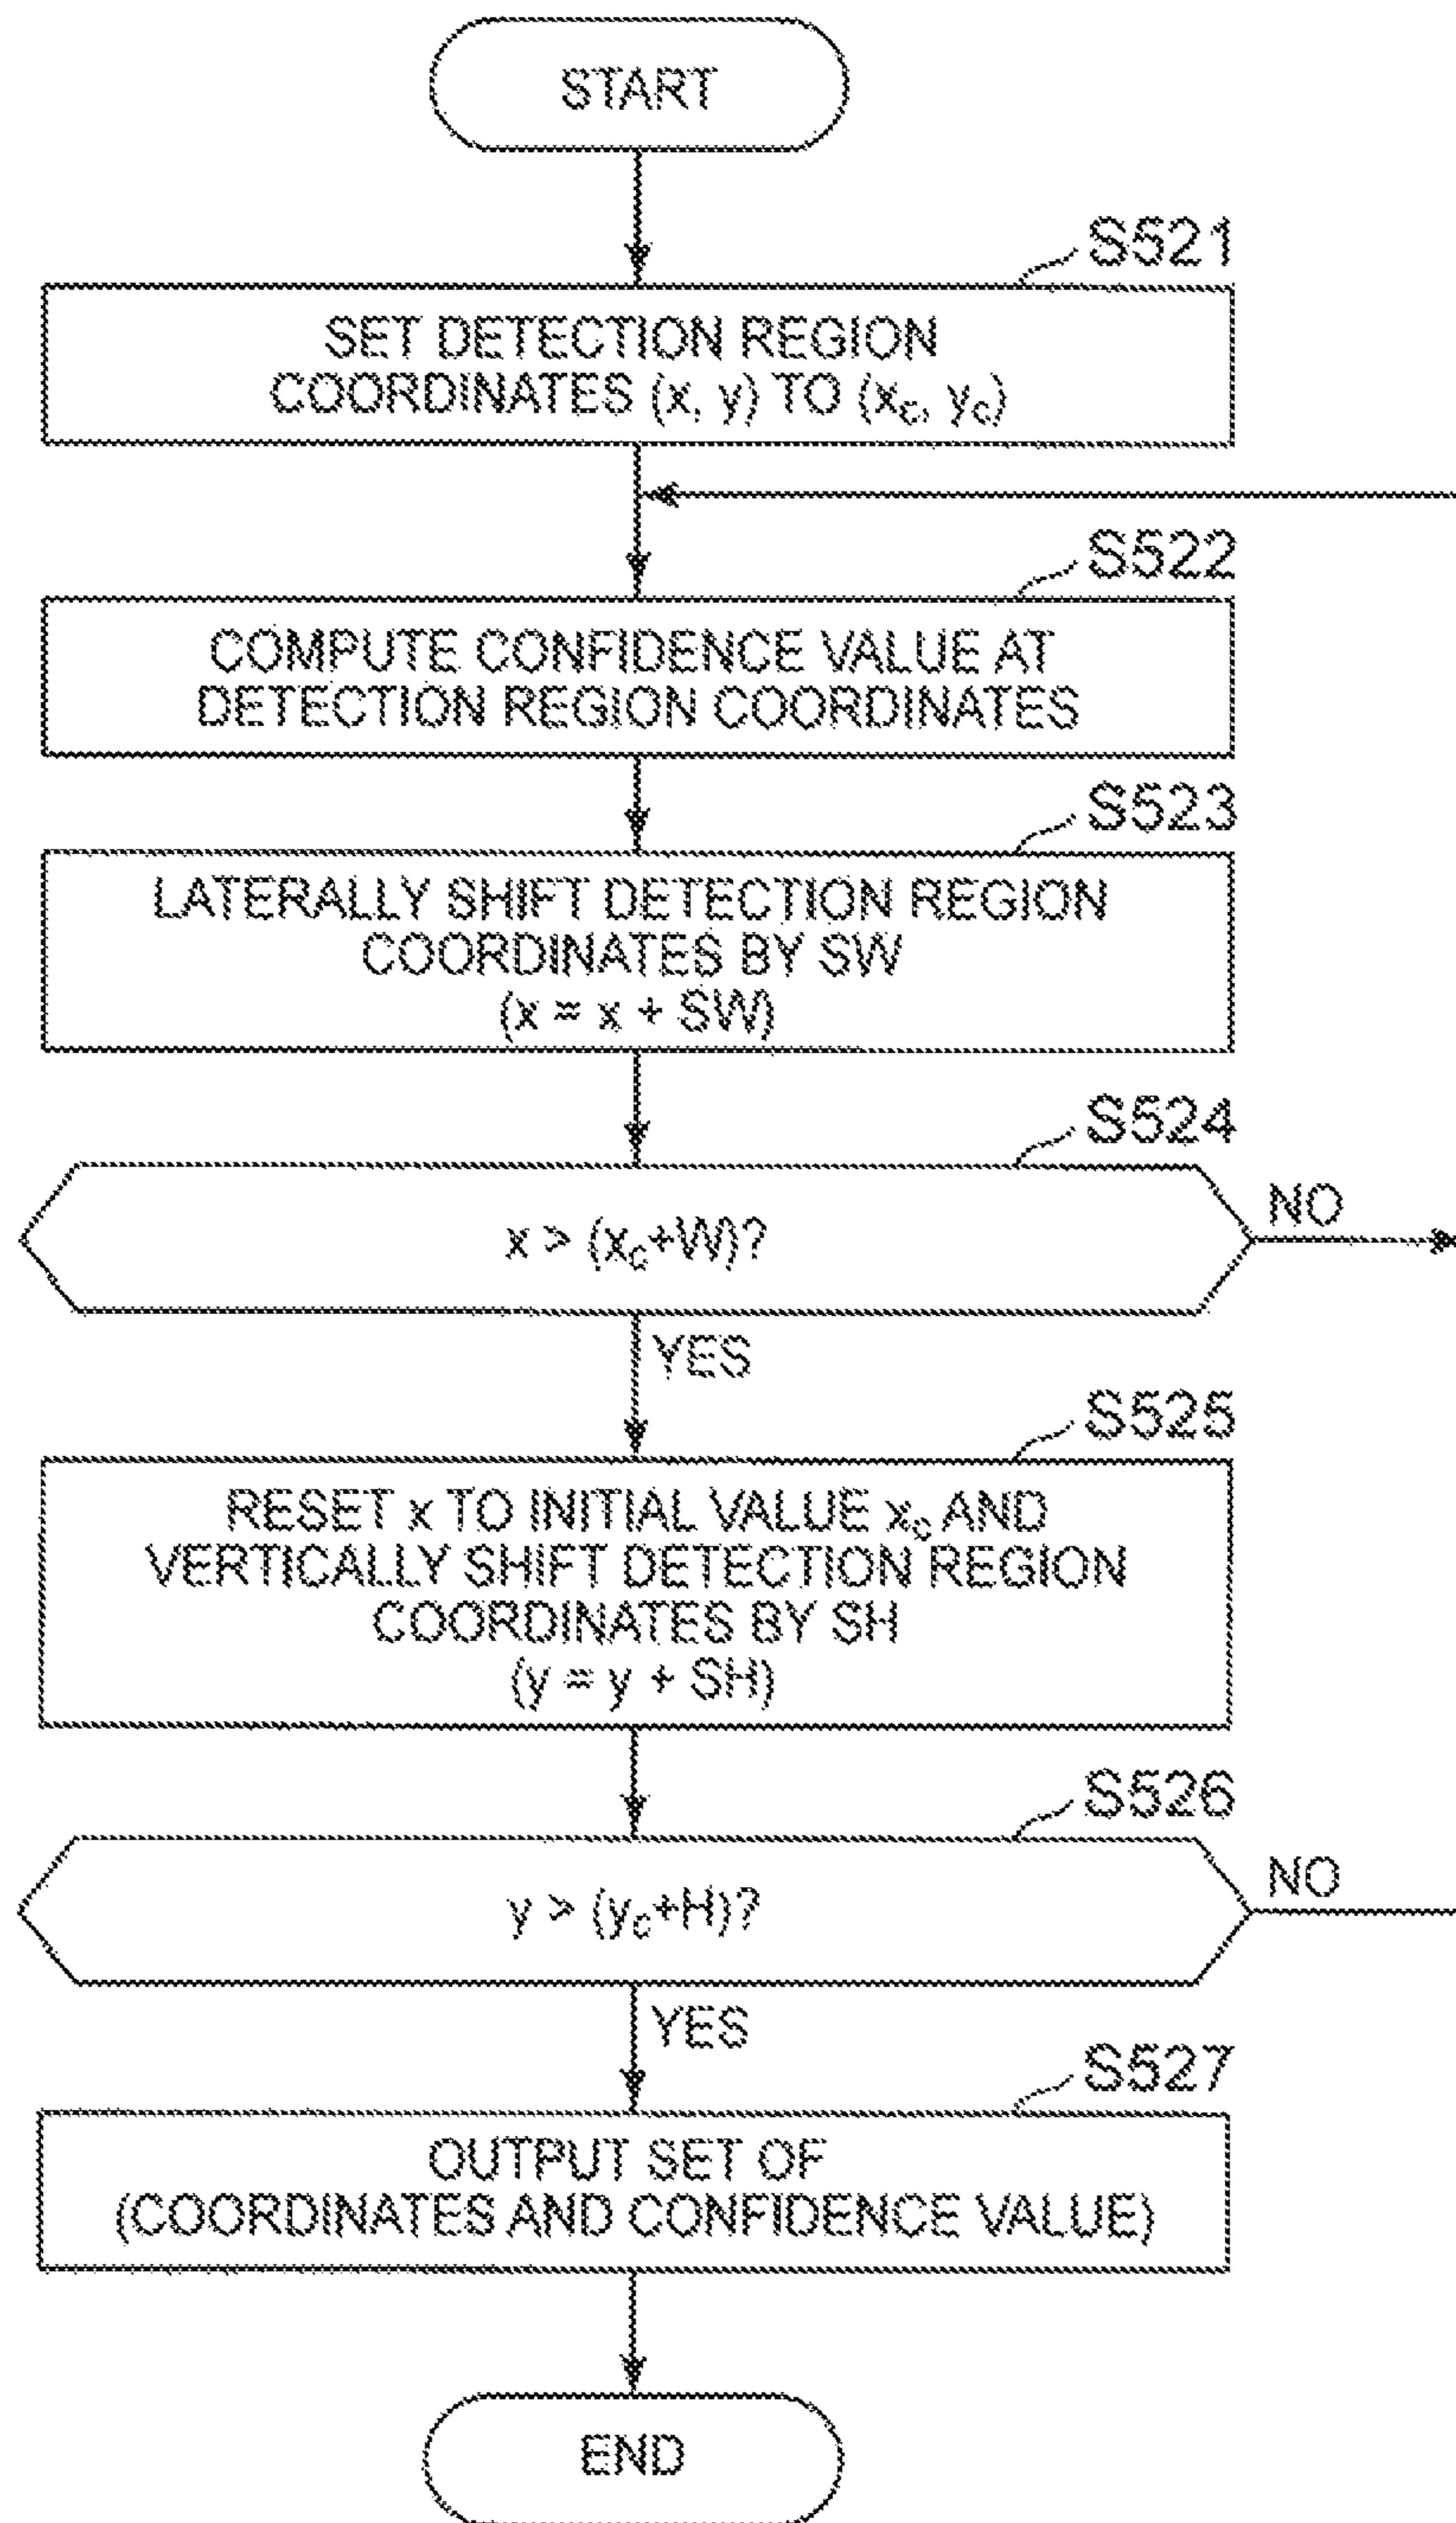 START
S521
SET DETECTION REGION
COORDINATES (x, y) TO (xc, yc)
S522
COMPUTE CONFIDENCE VALUE AT
DETECTION REGION COORDINATES
S523
LATERALLY SHIFT DETECTION REGION
COORDINATES BY SW
(x = x + SW)
S524
x > (xc+W)?
NO
YES
S525
RESET x TO INITIAL VALUE xc AND
VERTICALLY SHIFT DETECTION REGION
COORDINATES BY SH
(y = y + SH)
S526
y > (yc+H)?
NO
YES
S527
OUTPUT SET OF
(COORDINATES AND CONFIDENCE VALUE)
END